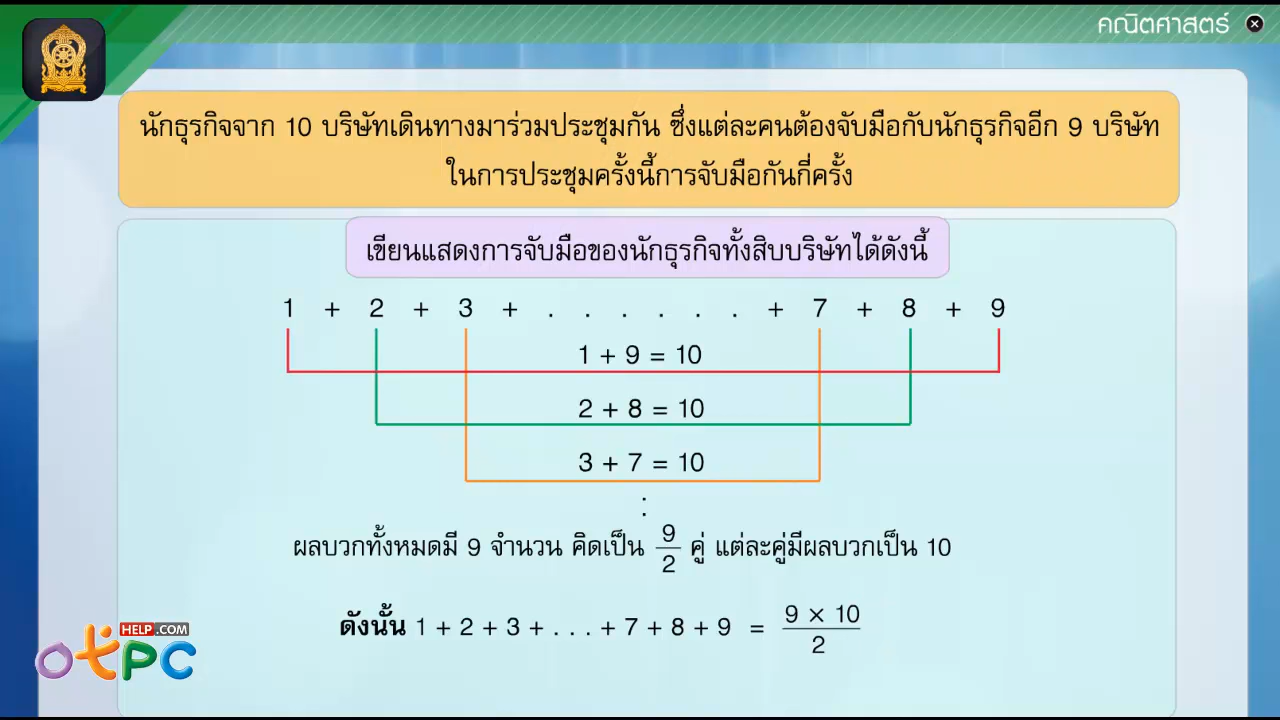 คณิตศาสตร์
นักธุรกิจจาก 10 บริษัทเดินทางมาร่วมประชุมกัน ซึ่งแต่ละคนต้องจับมือกับนักธุรกิจอีก 9 บริษัท
ในการประชุมครั้งนี้การจับมือกันกี่ครั้ง
เขียนแสดงการจับมือของนักธุรกิจทั้งสิบบริษัทได้ดังนี้
1 + 2 + 3 + . . . . . . + 7 + 8 + 9
1 + 9 = 10
2 + 8 = 10
3 + 7 = 10
:
ผลบวกทั้งหมดมี 9 จำนวน คิดเป็น 9/2 คู่ แต่ละคู่มีผลบวกเป็น 10
ดังนั้น 1 + 2 + 3 + . . . + 7 + 8 + 9 = 9 × 10 / 2
HELP.COM
OTPC